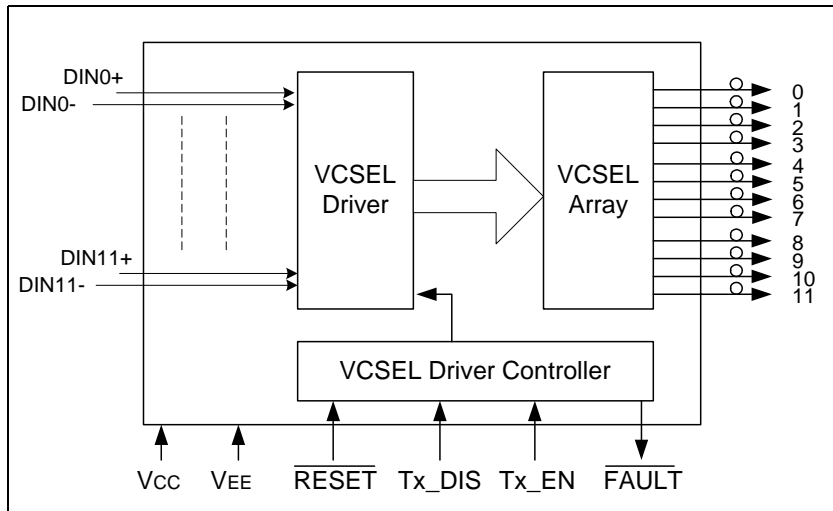 DIN0+
DIN0-
DIN11+
DIN11-
VCSEL
Driver
VCSEL
Array
0
1
2
3
4
5
6
7
8
9
10
11
VCSEL Driver Controller
VCC
VEE
RESET
Tx_DIS
Tx_EN
FAULT